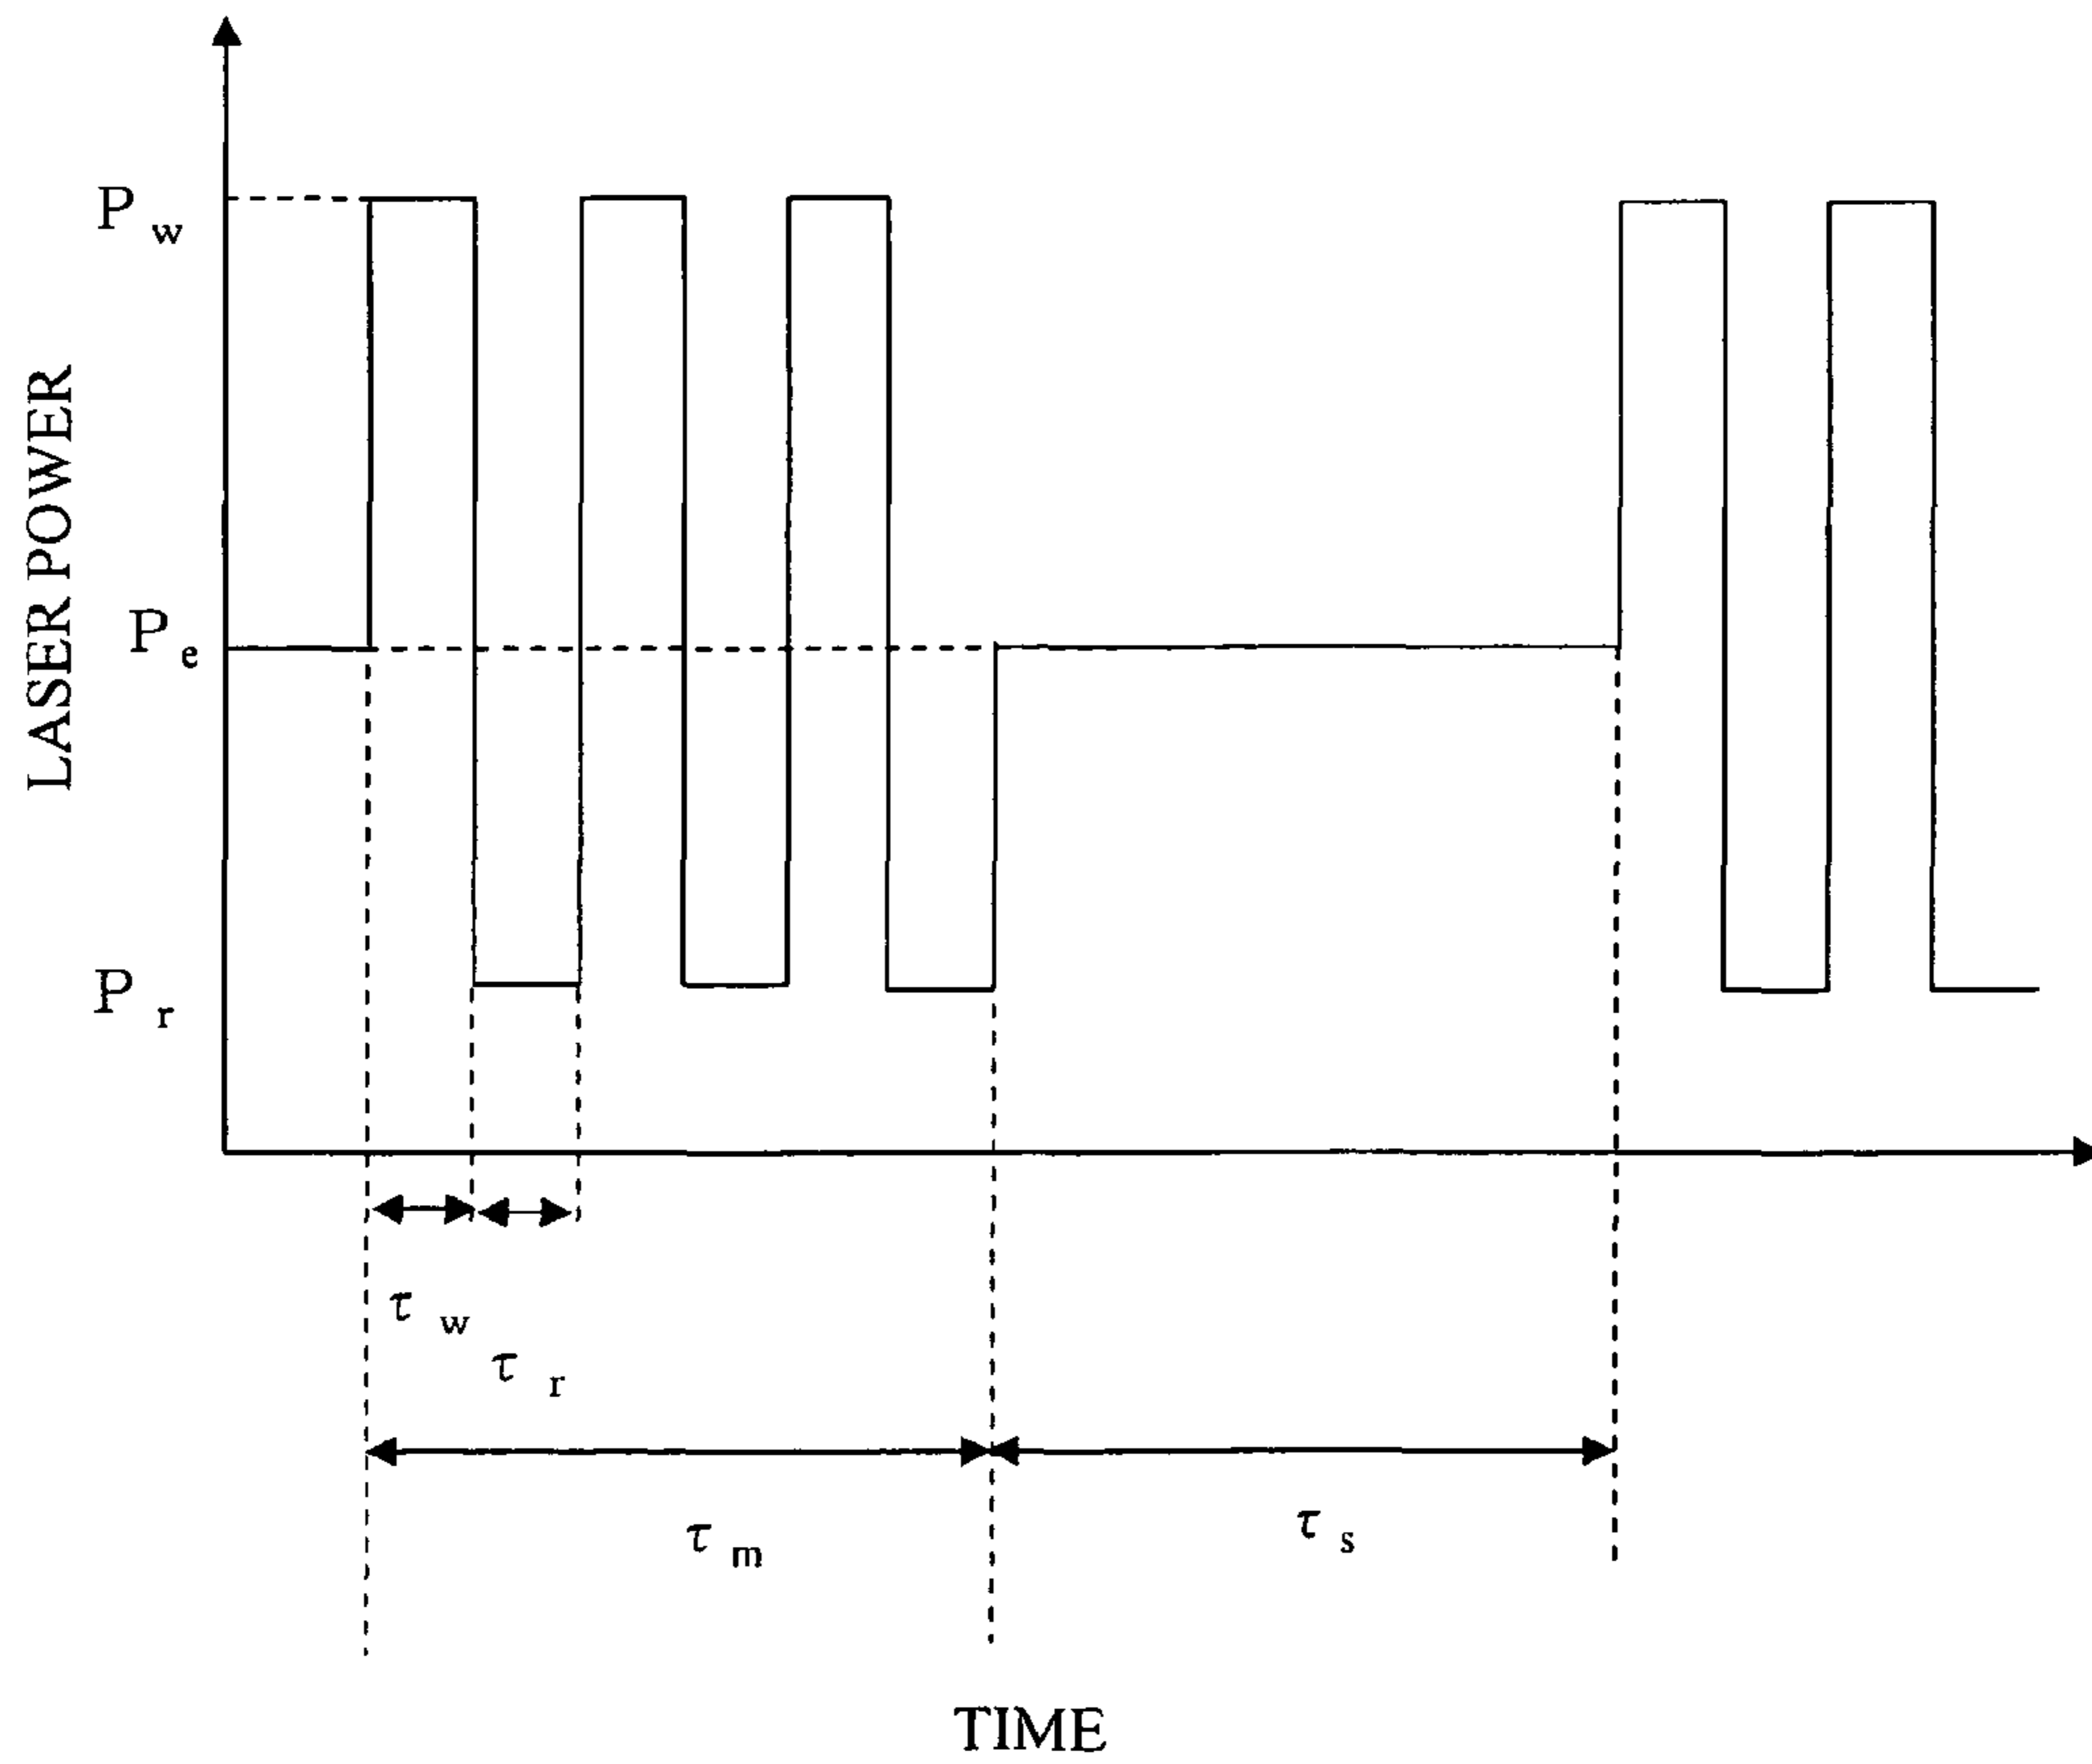 LASER POWER
P w
P e
P r
τ w
τ r
τ m
τ s
TIME